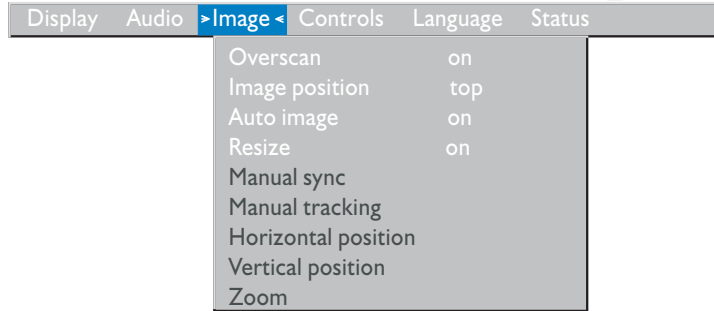 Display Audio >Image< Controls Language Status
Overscan on
Image position top
Auto image on
Resize on
Manual sync
Manual tracking
Horizontal position
Vertical position
Zoom